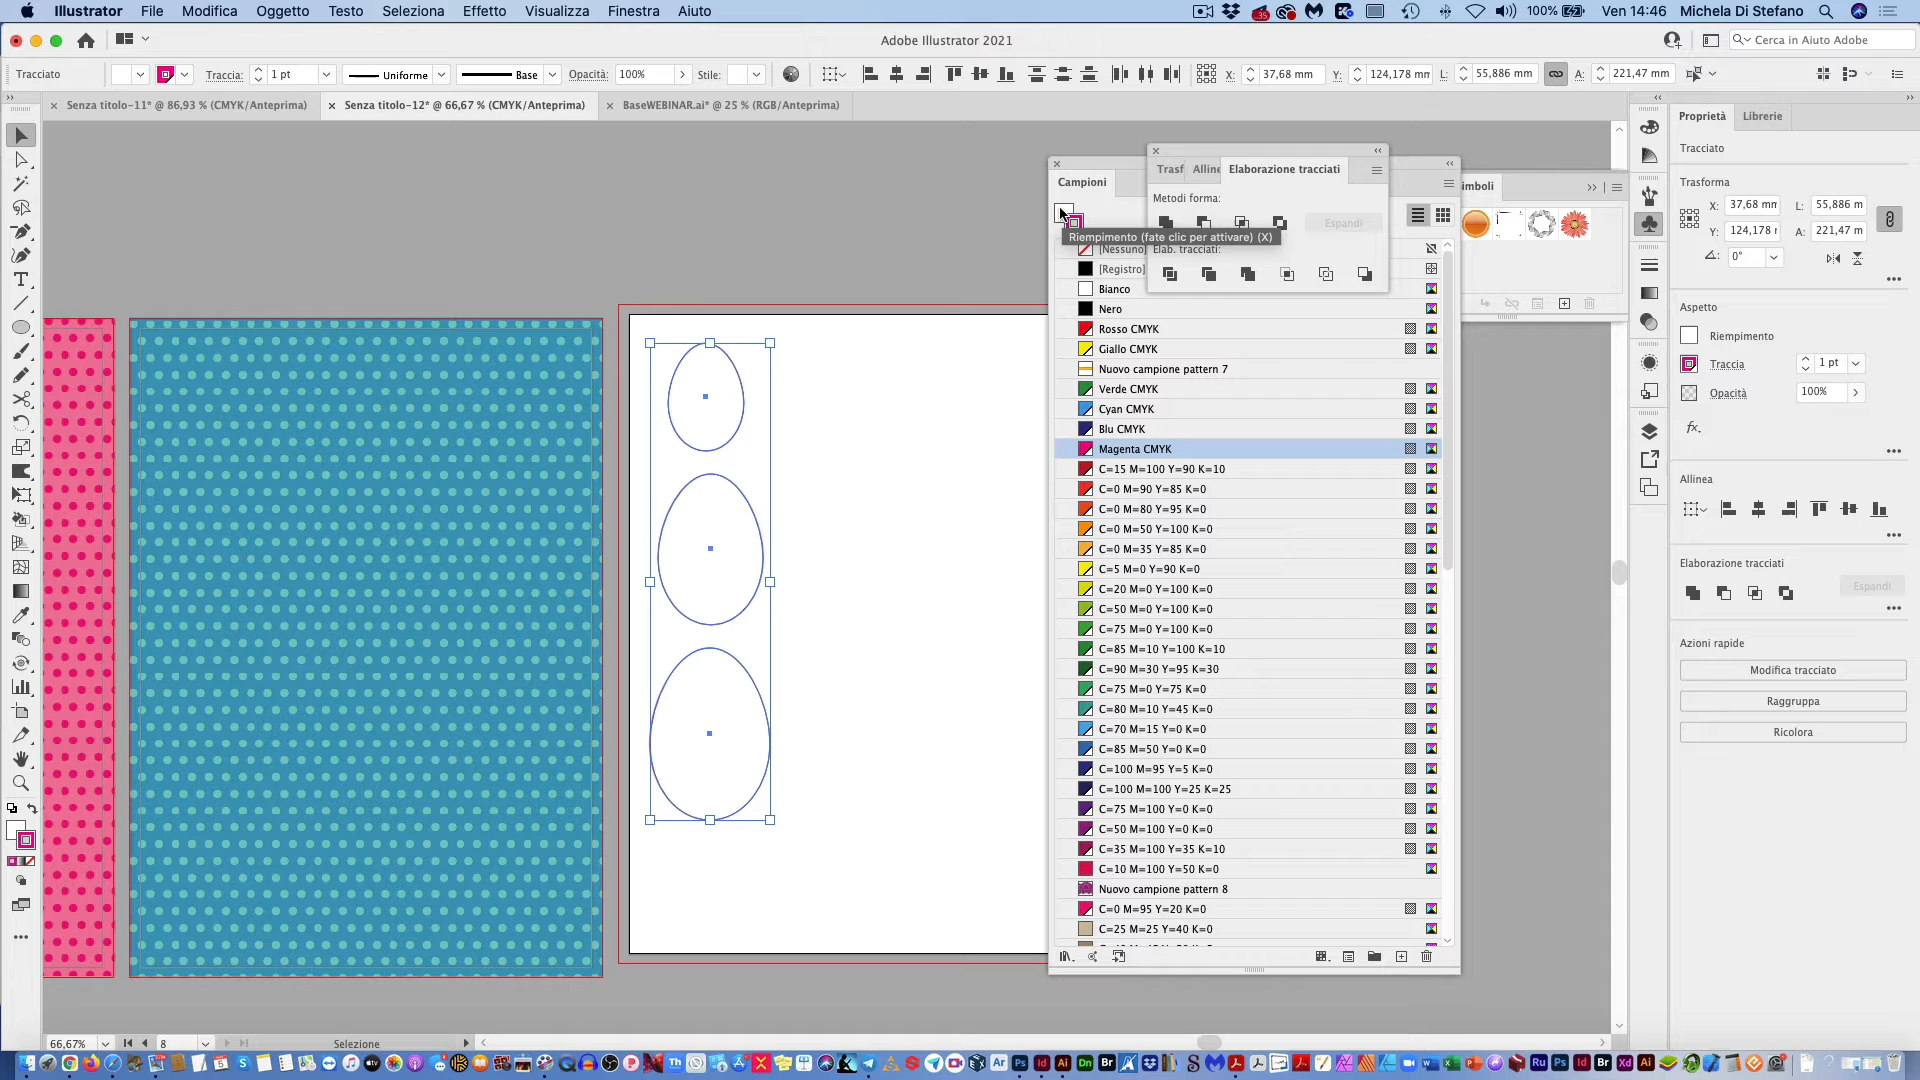 Illustrator File Modifica Oggetto Testo Seleziona Effetto Visualizza Finestra Aiuto
35 100% Ven 14:46 Michela Di Stefano
Adobe Illustrator 2021
Cerca in Aiuto Adobe
Tracciato Traccia: 1 pt Uniforme Base Opacità: 100% Stile: X: 37,68 mm Y: 124,178 mm L: 55,886 mm A: 221,47 mm
Senza titolo-11* @ 86,93 % (CMYK/Anteprima)
Senza titolo-12* @ 66,67 % (CMYK/Anteprima)
BaseWEBINAR.ai* @ 25 % (RGB/Anteprima)
Proprietà Librerie
Tracciato
Trasforma
X: 37,68 mm L: 55,886 m
Y: 124,178 r A: 221,47 m
0°
Aspetto
Riempimento
Traccia 1 pt
Opacità 100%
fx.
Allinea
Elaborazione tracciati
Espandi
Azioni rapide
Modifica tracciato
Raggruppa
Ricolora
imboli
Trasf Alline Elaborazione tracciati
Metodi forma:
Espandi
Elab. tracciati:
Campioni
Riempimento (fate clic per attivare) (X)
[Nessuno]
[Registro]
Bianco
Nero
Rosso CMYK
Giallo CMYK
Nuovo campione pattern 7
Verde CMYK
Cyan CMYK
Blu CMYK
Magenta CMYK
C=15 M=100 Y=90 K=10
C=0 M=90 Y=85 K=0
C=0 M=80 Y=95 K=0
C=0 M=50 Y=100 K=0
C=0 M=35 Y=85 K=0
C=5 M=0 Y=90 K=0
C=20 M=0 Y=100 K=0
C=50 M=0 Y=100 K=0
C=75 M=0 Y=100 K=0
C=85 M=10 Y=100 K=10
C=90 M=30 Y=95 K=30
C=75 M=0 Y=75 K=0
C=80 M=10 Y=45 K=0
C=70 M=15 Y=0 K=0
C=85 M=50 Y=0 K=0
C=100 M=95 Y=5 K=0
C=100 M=100 Y=25 K=25
C=75 M=100 Y=0 K=0
C=50 M=100 Y=0 K=0
C=35 M=100 Y=35 K=10
C=10 M=100 Y=50 K=0
Nuovo campione pattern 8
C=0 M=95 Y=20 K=0
C=25 M=25 Y=40 K=0
66,67% 8 Selezione